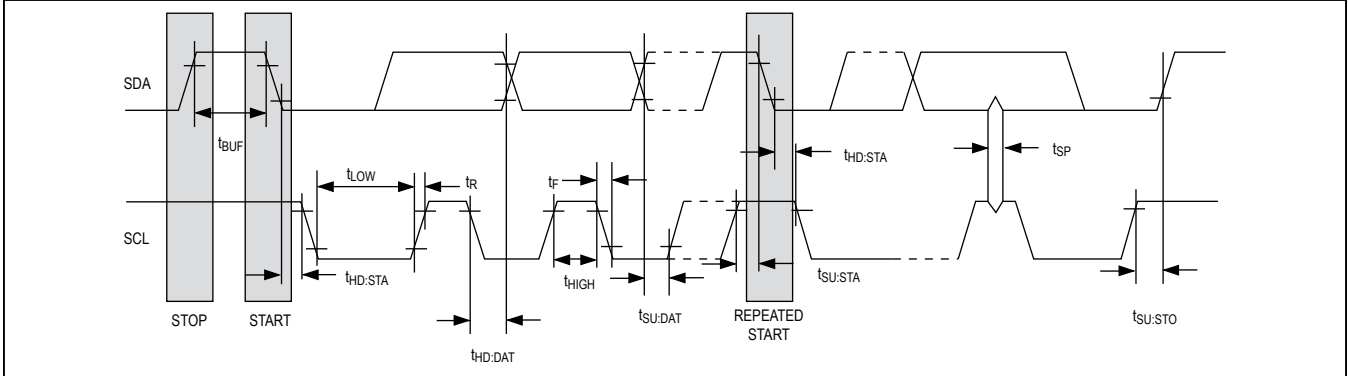 SDA
tBUF
tHD:STA
tSP
tLOW
tR
tF
SCL
tHD:STA
tHIGH
tSU:STA
tSU:DAT
tSU:STO
STOP
START
REPEATED
START
tHD:DAT